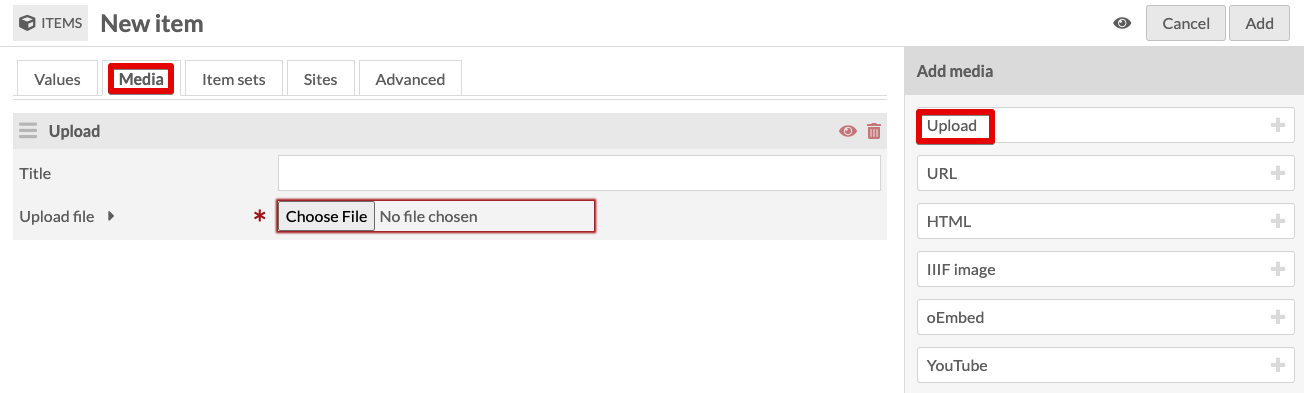 ITEMS New item Cancel Add
Values Media Item sets Sites Advanced
Upload
Title
Upload file * Choose File No file chosen
Add media
Upload
URL
HTML
IIIF image
oEmbed
YouTube